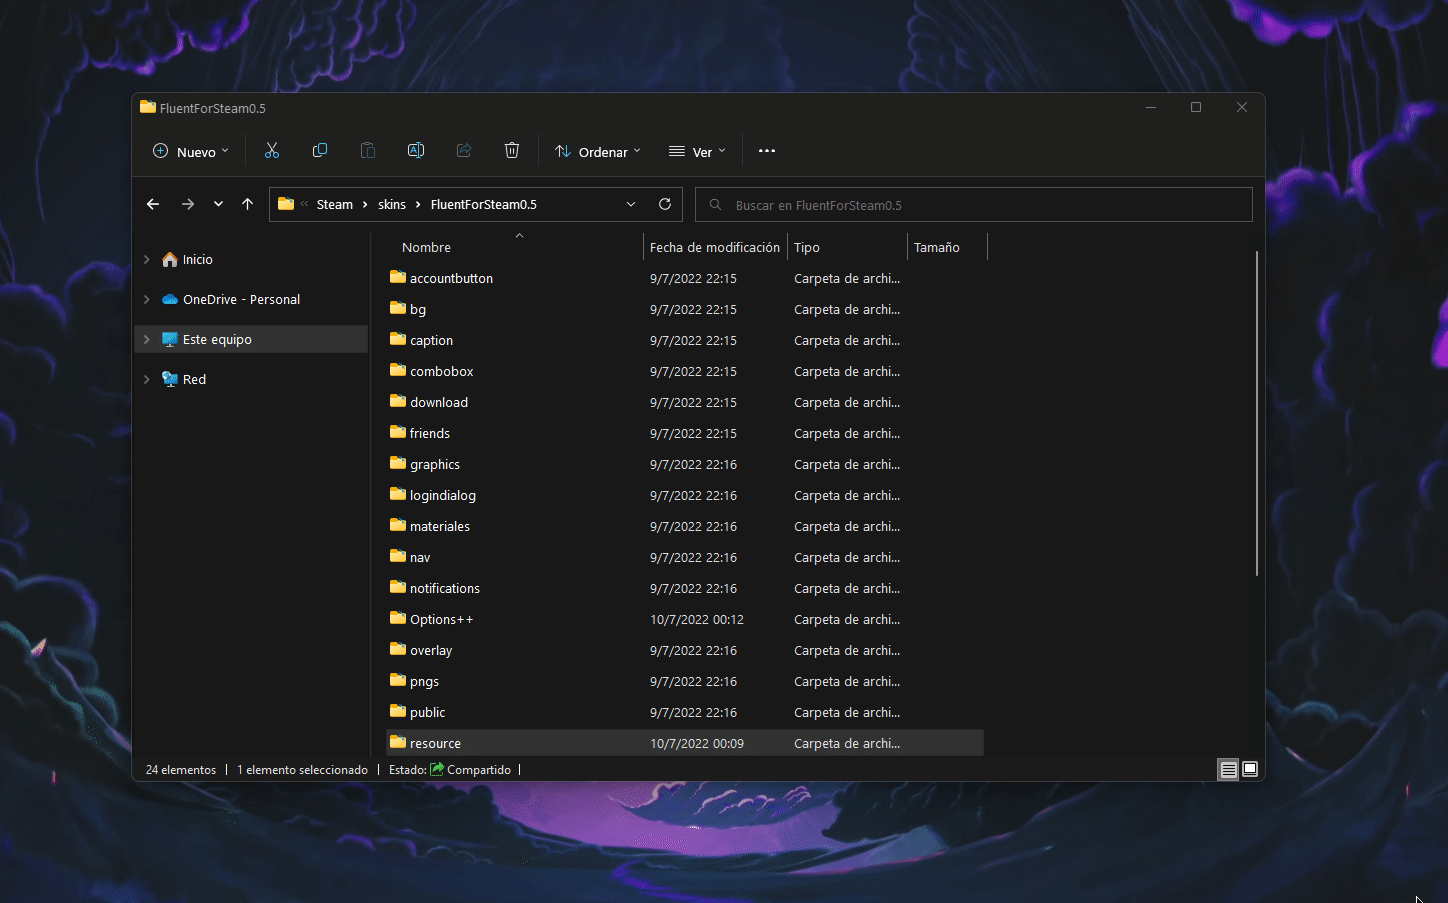 FluentForSteam0.5
Nuevo Ordenar Ver
Steam skins FluentForSteam0.5 Buscar en FluentForSteam0.5
Nombre Fecha de modificación Tipo Tamaño
Inicio
OneDrive - Personal
Este equipo
Red
accountbutton 9/7/2022 22:15 Carpeta de archi...
bg 9/7/2022 22:15 Carpeta de archi...
caption 9/7/2022 22:15 Carpeta de archi...
combobox 9/7/2022 22:15 Carpeta de archi...
download 9/7/2022 22:15 Carpeta de archi...
friends 9/7/2022 22:15 Carpeta de archi...
graphics 9/7/2022 22:16 Carpeta de archi...
logindialog 9/7/2022 22:16 Carpeta de archi...
materiales 9/7/2022 22:16 Carpeta de archi...
nav 9/7/2022 22:16 Carpeta de archi...
notifications 9/7/2022 22:16 Carpeta de archi...
Options++ 10/7/2022 00:12 Carpeta de archi...
overlay 9/7/2022 22:16 Carpeta de archi...
pngs 9/7/2022 22:16 Carpeta de archi...
public 9/7/2022 22:16 Carpeta de archi...
resource 10/7/2022 00:09 Carpeta de archi...
24 elementos | 1 elemento seleccionado | Estado: Compartido |